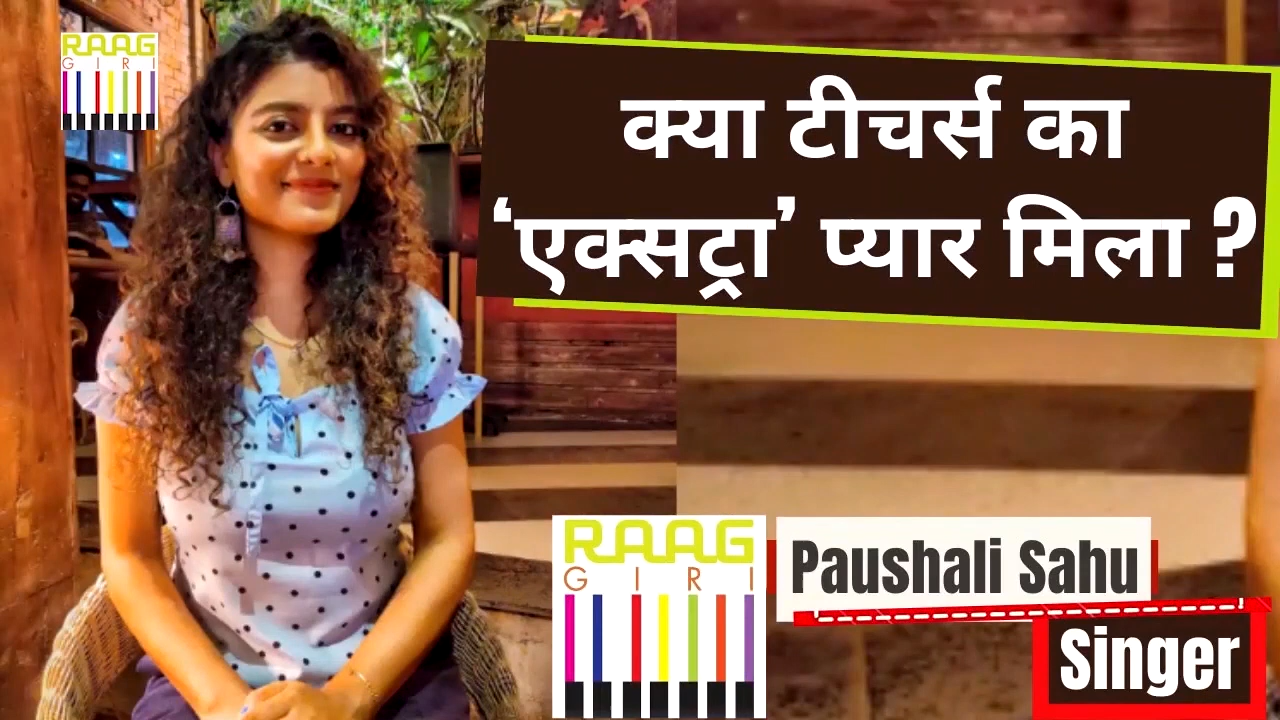 RAAG
GIRI
क्या टीचर्स का
‘एक्सट्रा’ प्यार मिला ?
RAAG
GIRI
Paushali Sahu
Singer